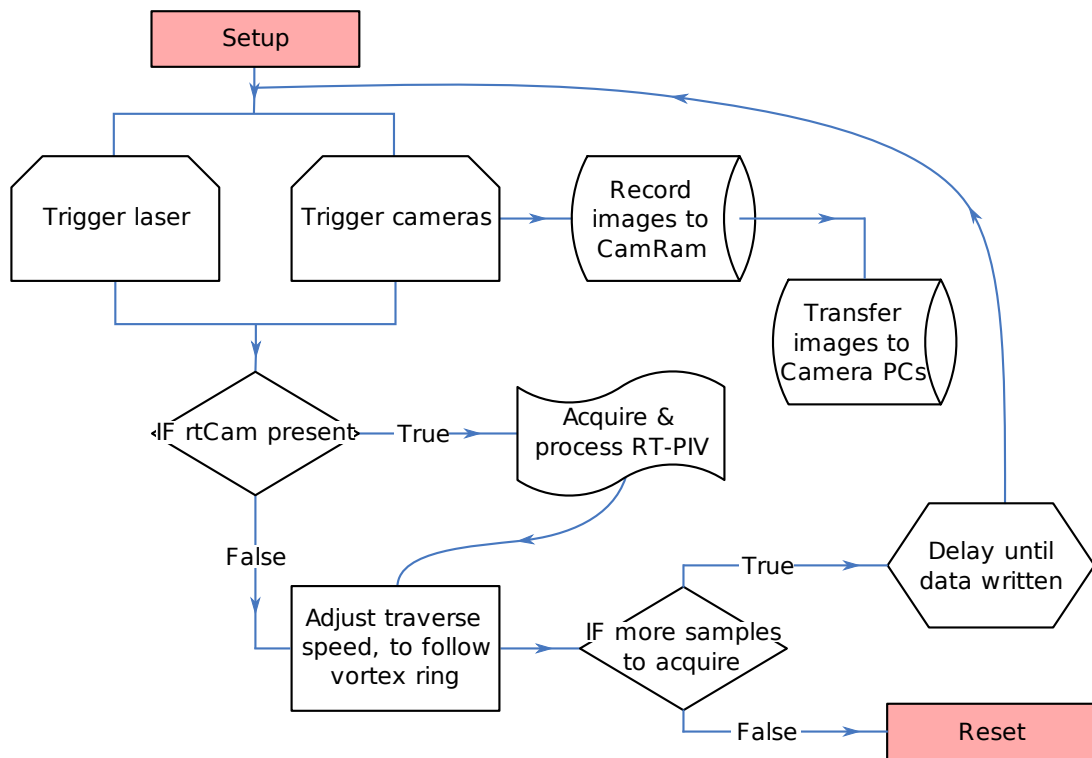 Setup
Trigger laser
Trigger cameras
Record
images to
CamRam
Transfer
images to
Camera PCs
IF rtCam present
True
Acquire &
process RT-PIV
False
Adjust traverse
speed, to follow
vortex ring
IF more samples
to acquire
True
Delay until
data written
False
Reset